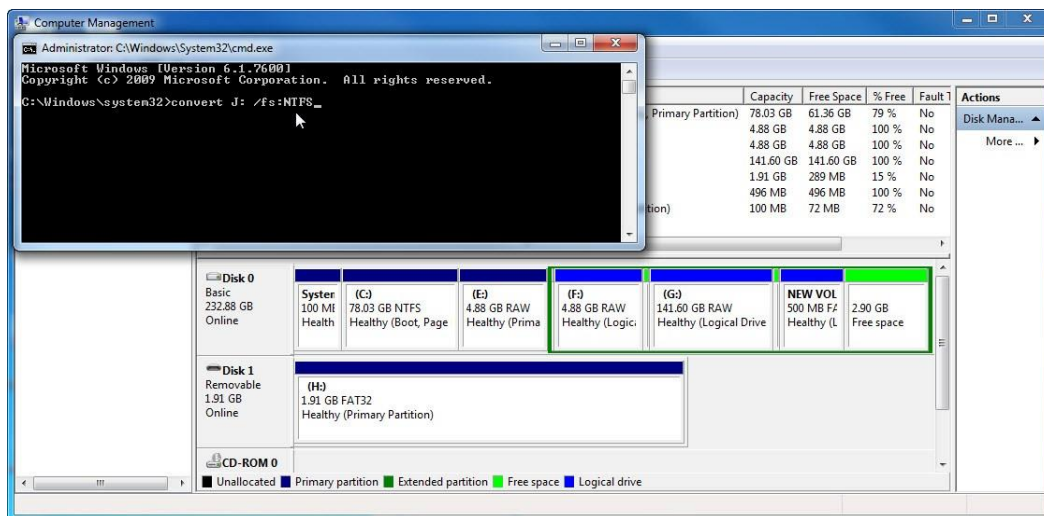 Computer Management
Administrator: C:\Windows\System32\cmd.exe
Microsoft Windows [Version 6.1.7600]
Copyright (c) 2009 Microsoft Corporation.  All rights reserved.
C:\Windows\system32>convert J: /fs:NTFS_
Capacity Free Space % Free Fault T Actions
, Primary Partition) 78.03 GB 61.36 GB 79 % No
Disk Mana...
4.88 GB 4.88 GB 100 % No
4.88 GB 4.88 GB 100 % No
More ...
141.60 GB 141.60 GB 100 % No
1.91 GB 289 MB 15 % No
496 MB 496 MB 100 % No
tion) 100 MB 72 MB 72 % No
Disk 0
Basic
232.88 GB
Online
System
100 MB
Health
(C:)
78.03 GB NTFS
Healthy (Boot, Page
(E:)
4.88 GB RAW
Healthy (Prima
(F:)
4.88 GB RAW
Healthy (Logic
(G:)
141.60 GB RAW
Healthy (Logical Drive
NEW VOL
500 MB FA
Healthy (L
2.90 GB
Free space
Disk 1
Removable
1.91 GB
Online
(H:)
1.91 GB FAT32
Healthy (Primary Partition)
CD-ROM 0
Unallocated Primary partition Extended partition Free space Logical drive